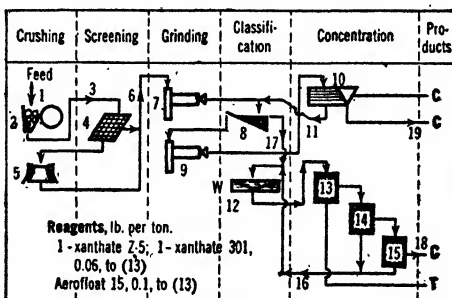 Crushing Screening Grinding Classifi-cation Concentration Pro-ducts
Feed
1
2
3
4
5
6
7
8
9
10
11
12
13
14
15
16
17
18
19
W
C
C
C
T
Reagents, lb. per ton.
1 - xanthate Z-5; 1 - xanthate 301,
0.06, to (13)
Aerofloat 15, 0.1, to (13)